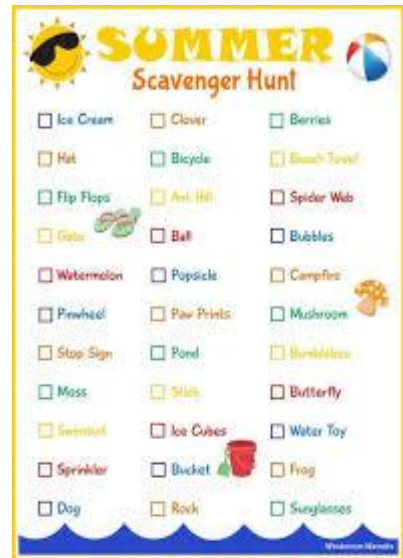 SUMMER
Scavenger Hunt
Ice Cream
Hat
Flip Flops
Gate
Watermelon
Pinwheel
Stop Sign
Moss
Swimsuit
Sprinkler
Dog
Clover
Bicycle
Ant Hill
Ball
Popsicle
Paw Prints
Pond
Stick
Ice Cubes
Bucket
Rock
Berries
Beach Towel
Spider Web
Bubbles
Campfire
Mushroom
Bumblebee
Butterfly
Water Toy
Frog
Sunglasses